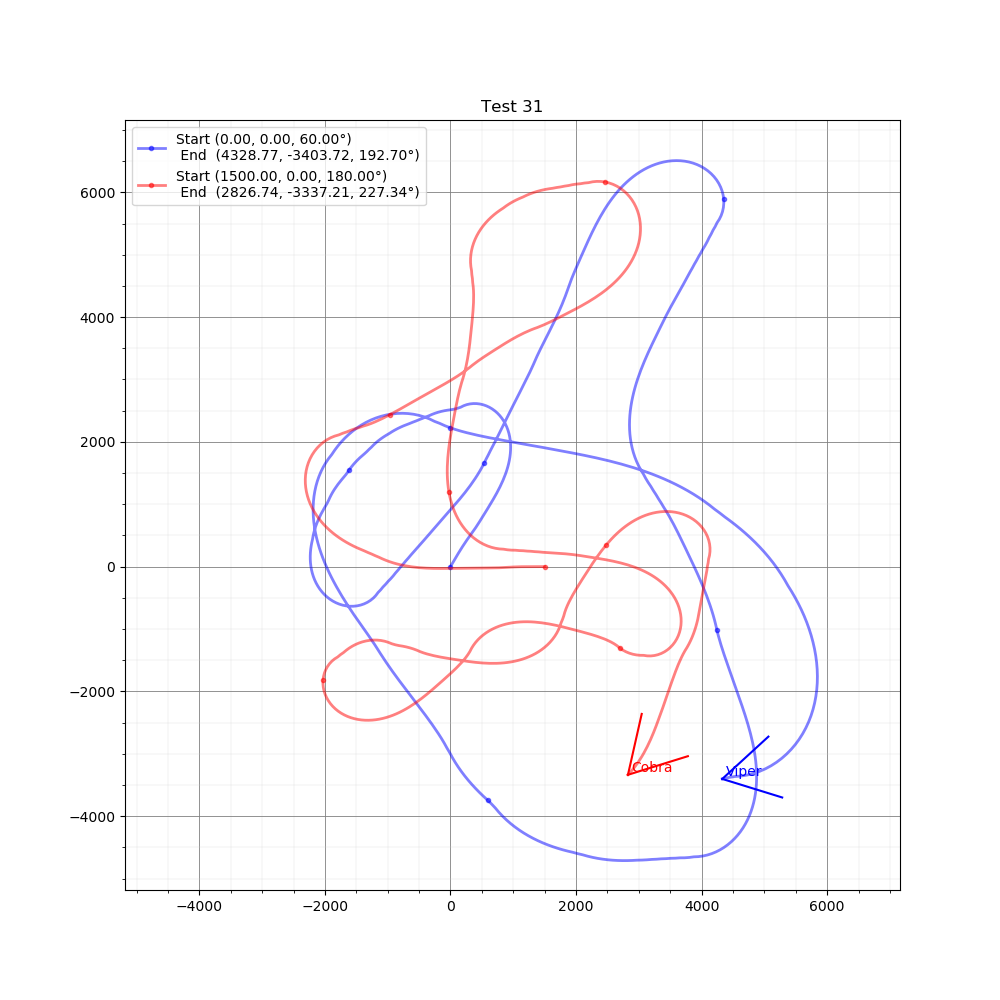 Test 31
Start (0.00, 0.00, 60.00°)
End  (4328.77, -3403.72, 192.70°)
Start (1500.00, 0.00, 180.00°)
End  (2826.74, -3337.21, 227.34°)
6000
4000
2000
0
−2000
−4000
Cobra
Viper
−4000
−2000
0
2000
4000
6000